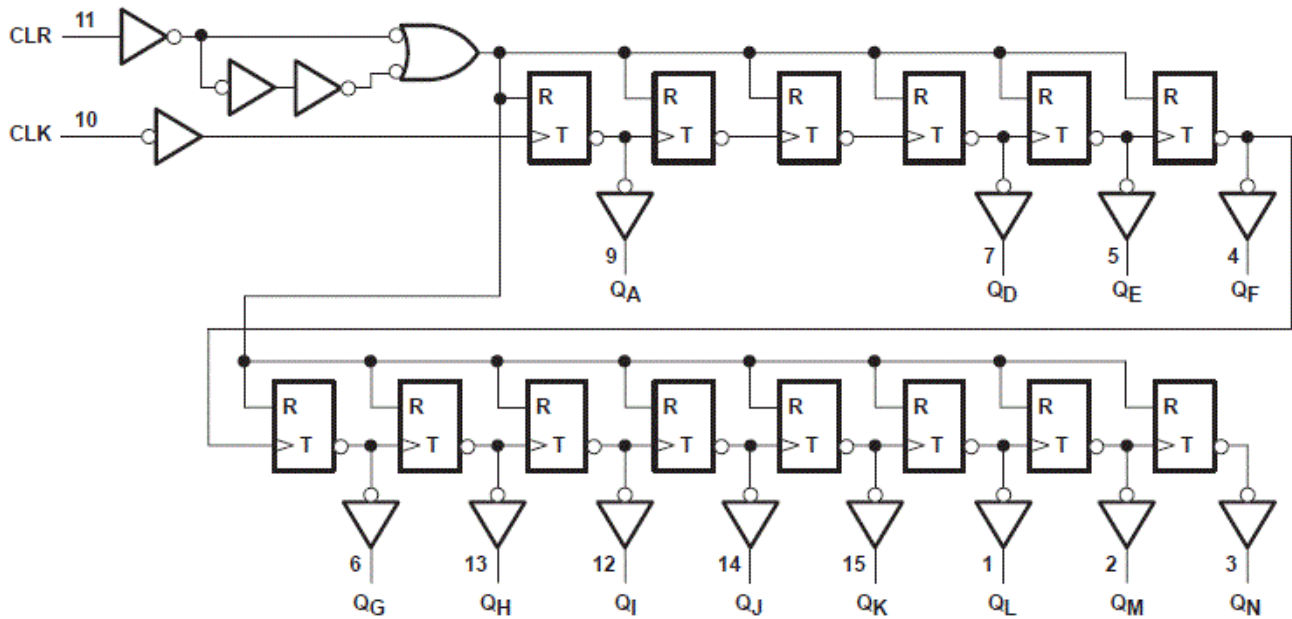 CLR 11
R R R R R R
CLK 10
T T T T T T
9 7 5 4
QA QD QE QF
R R R R R R R R
T T T T T T T T
6 13 12 14 15 1 2 3
QG QH QI QJ QK QL QM QN